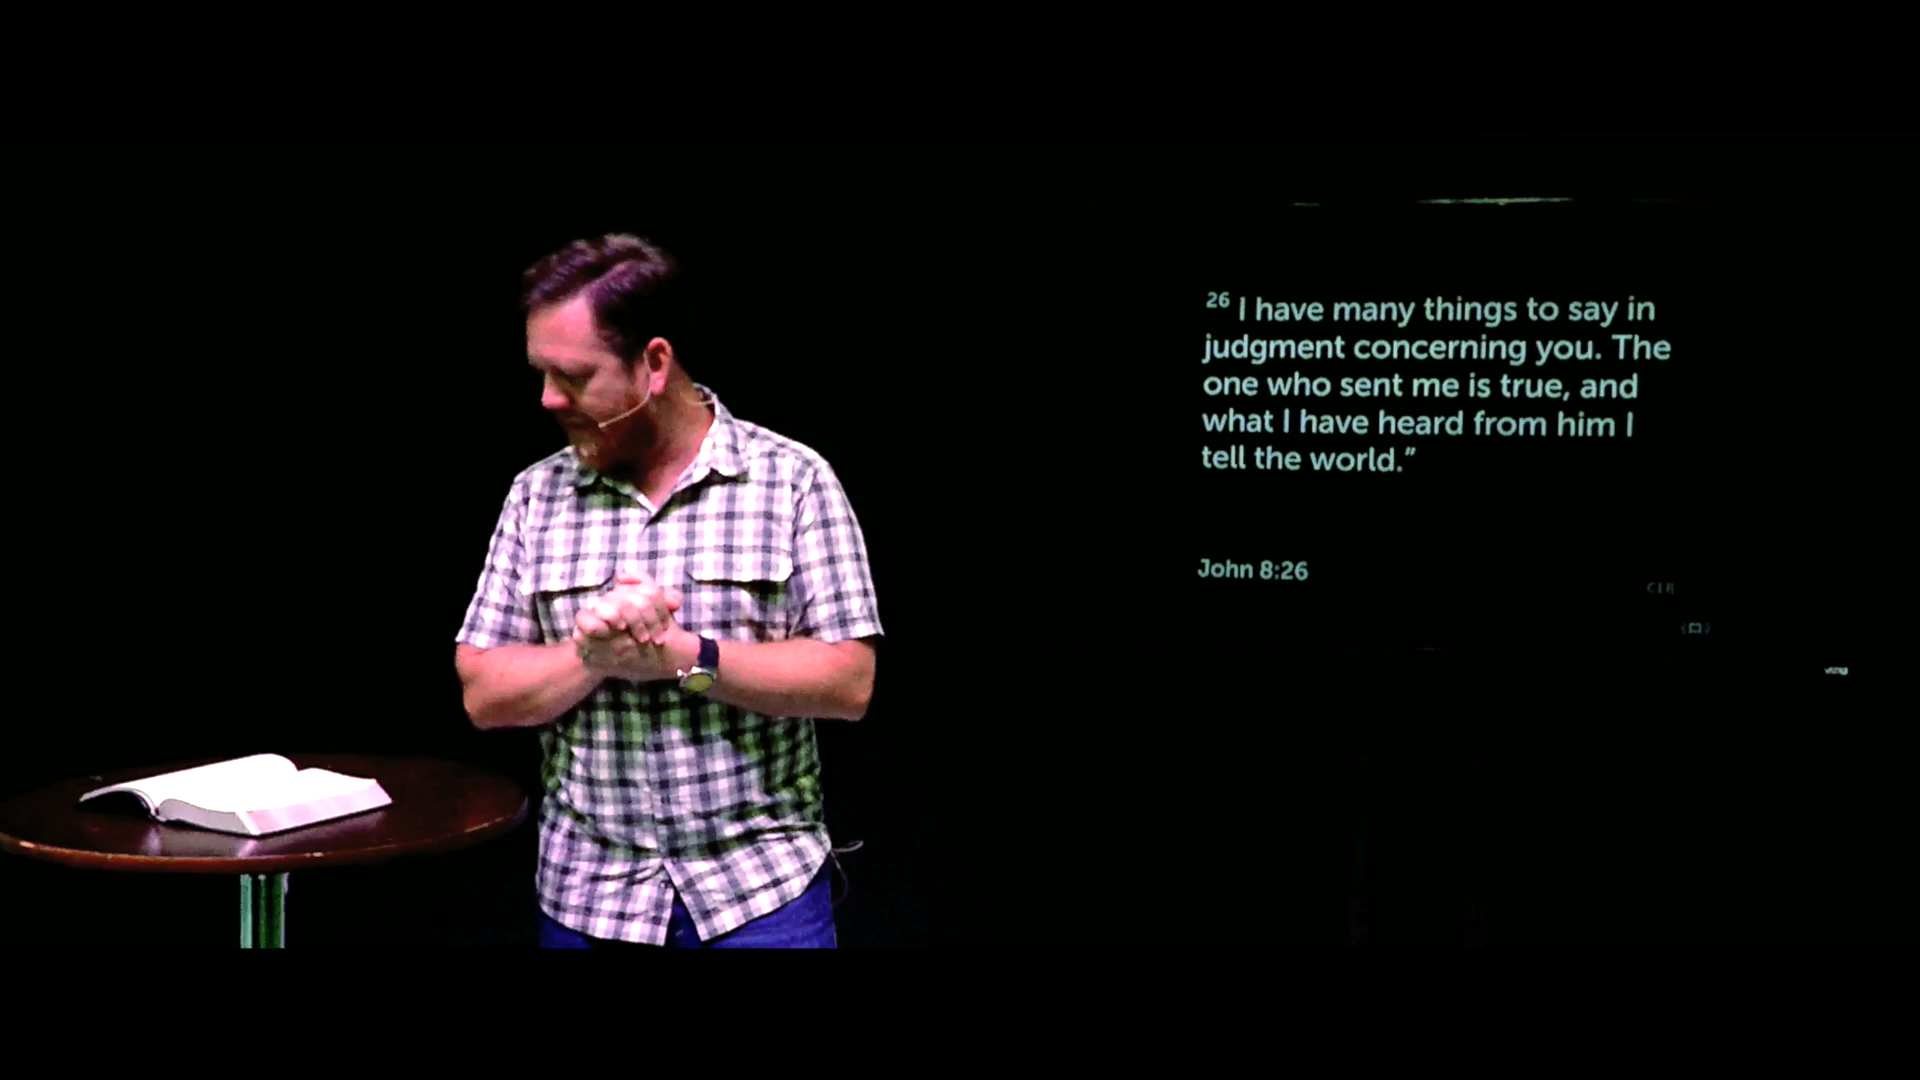 26 I have many things to say in
judgment concerning you. The
one who sent me is true, and
what I have heard from him I
tell the world.”
John 8:26